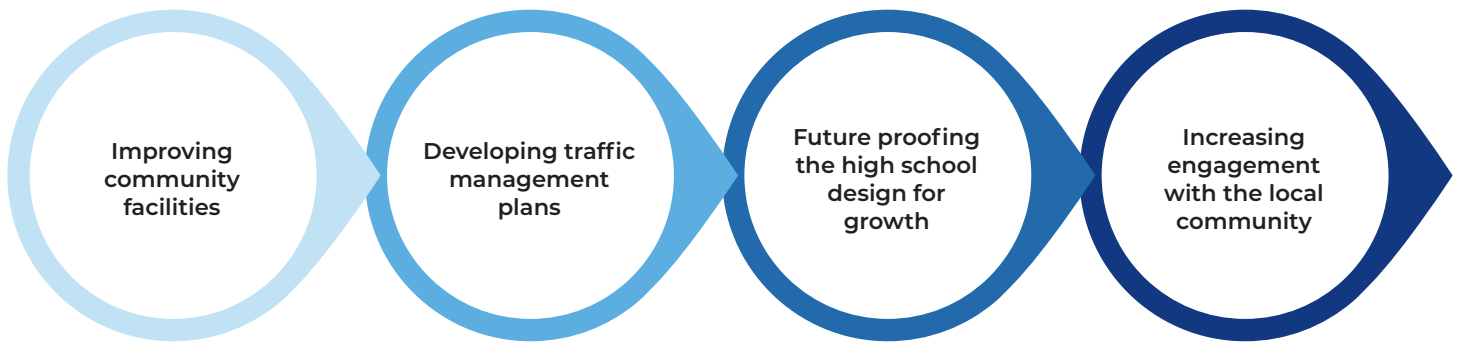 Improving
community
facilities
Developing traffic
management
plans
Future proofing
the high school
design for
growth
Increasing
engagement
with the local
community